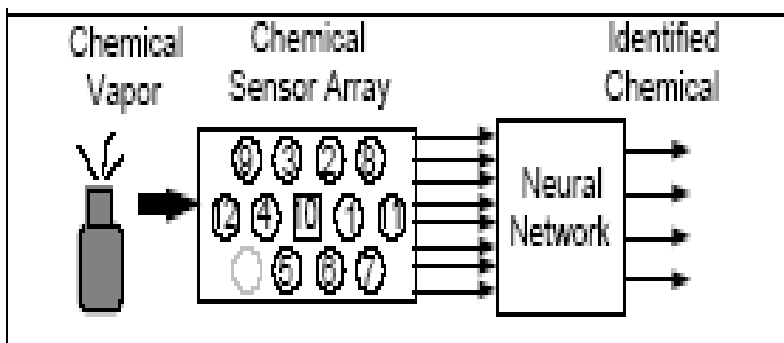 Chemical
Vapor
Chemical
Sensor Array
Identified
Chemical
9 3 2 8
12 4 10 1 11
5 6 7
Neural
Network